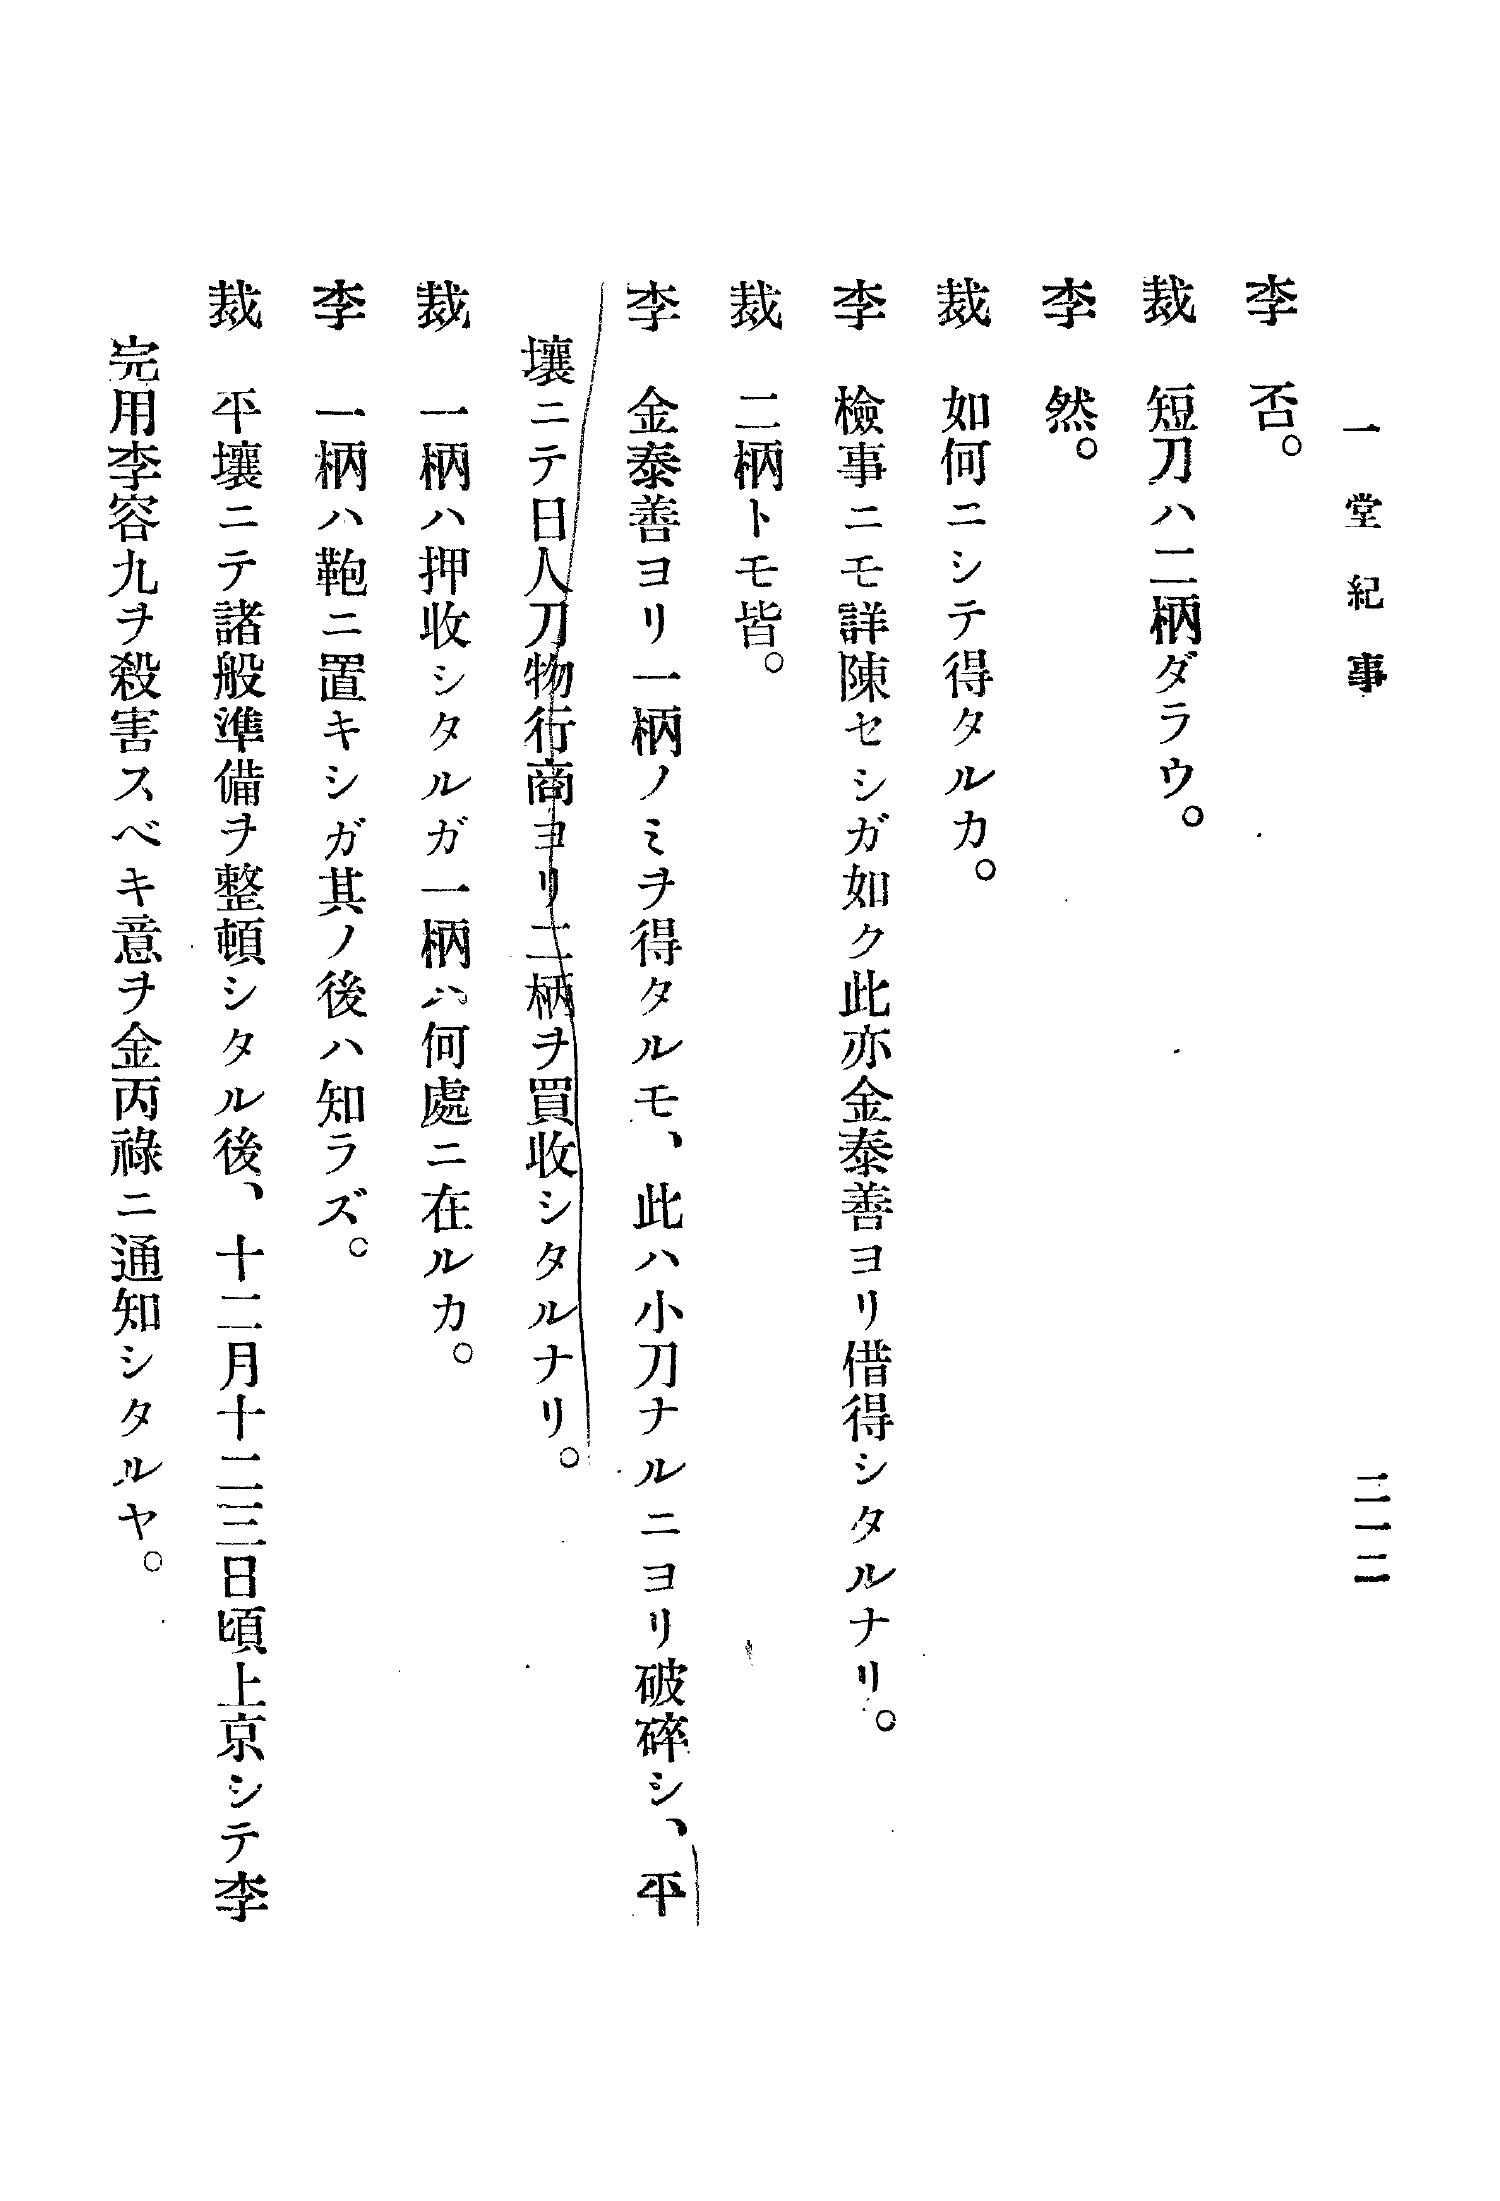 一堂紀事　二一二
李　否。
裁　短刀ハ二柄ダラウ。
李　然。
裁　如何ニシテ得タルカ。
李　檢事ニモ詳陳セシガ如ク此亦金泰善ヨリ借得シタルナリ。
裁　二柄トモ皆。
李　金泰善ヨリ一柄ノミヲ得タルモ、此ハ小刀ナルニヨリ破碎シ、平
壤ニテ日人刀物行商ヨリ二柄ヲ買收シタルナリ。
裁　一柄ハ押收シタルガ一柄ハ何處ニ在ルカ。
李　一柄ハ鞄ニ置キシガ其ノ後ハ知ラズ。
裁　平壤ニテ諸般準備ヲ整頓シタル後、十二月十二三日頃上京シテ李
完用李容九ヲ殺害スベキ意ヲ金丙祿ニ通知シタルヤ。